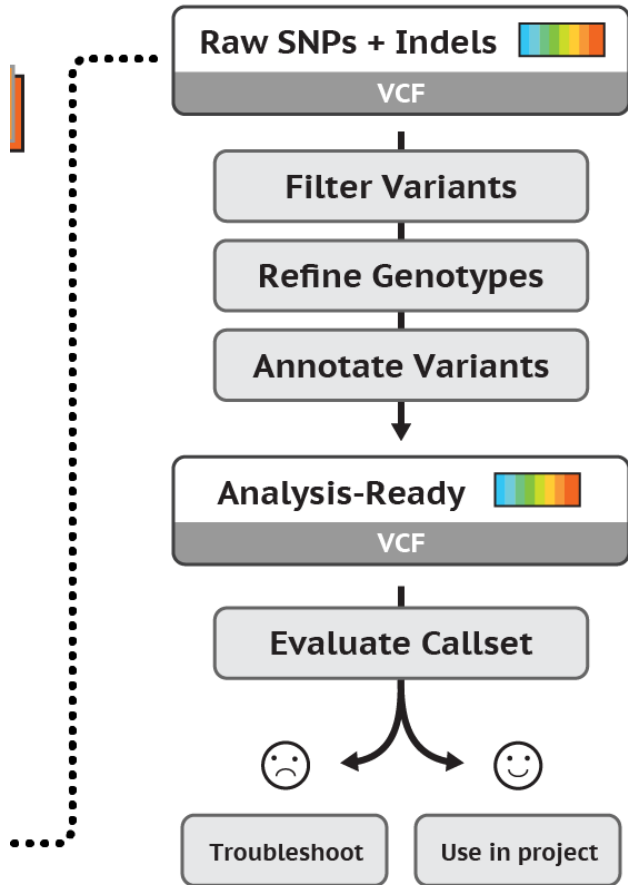 Raw SNPs + Indels
VCF
Filter Variants
Refine Genotypes
Annotate Variants
Analysis-Ready
VCF
Evaluate Callset
Troubleshoot
Use in project